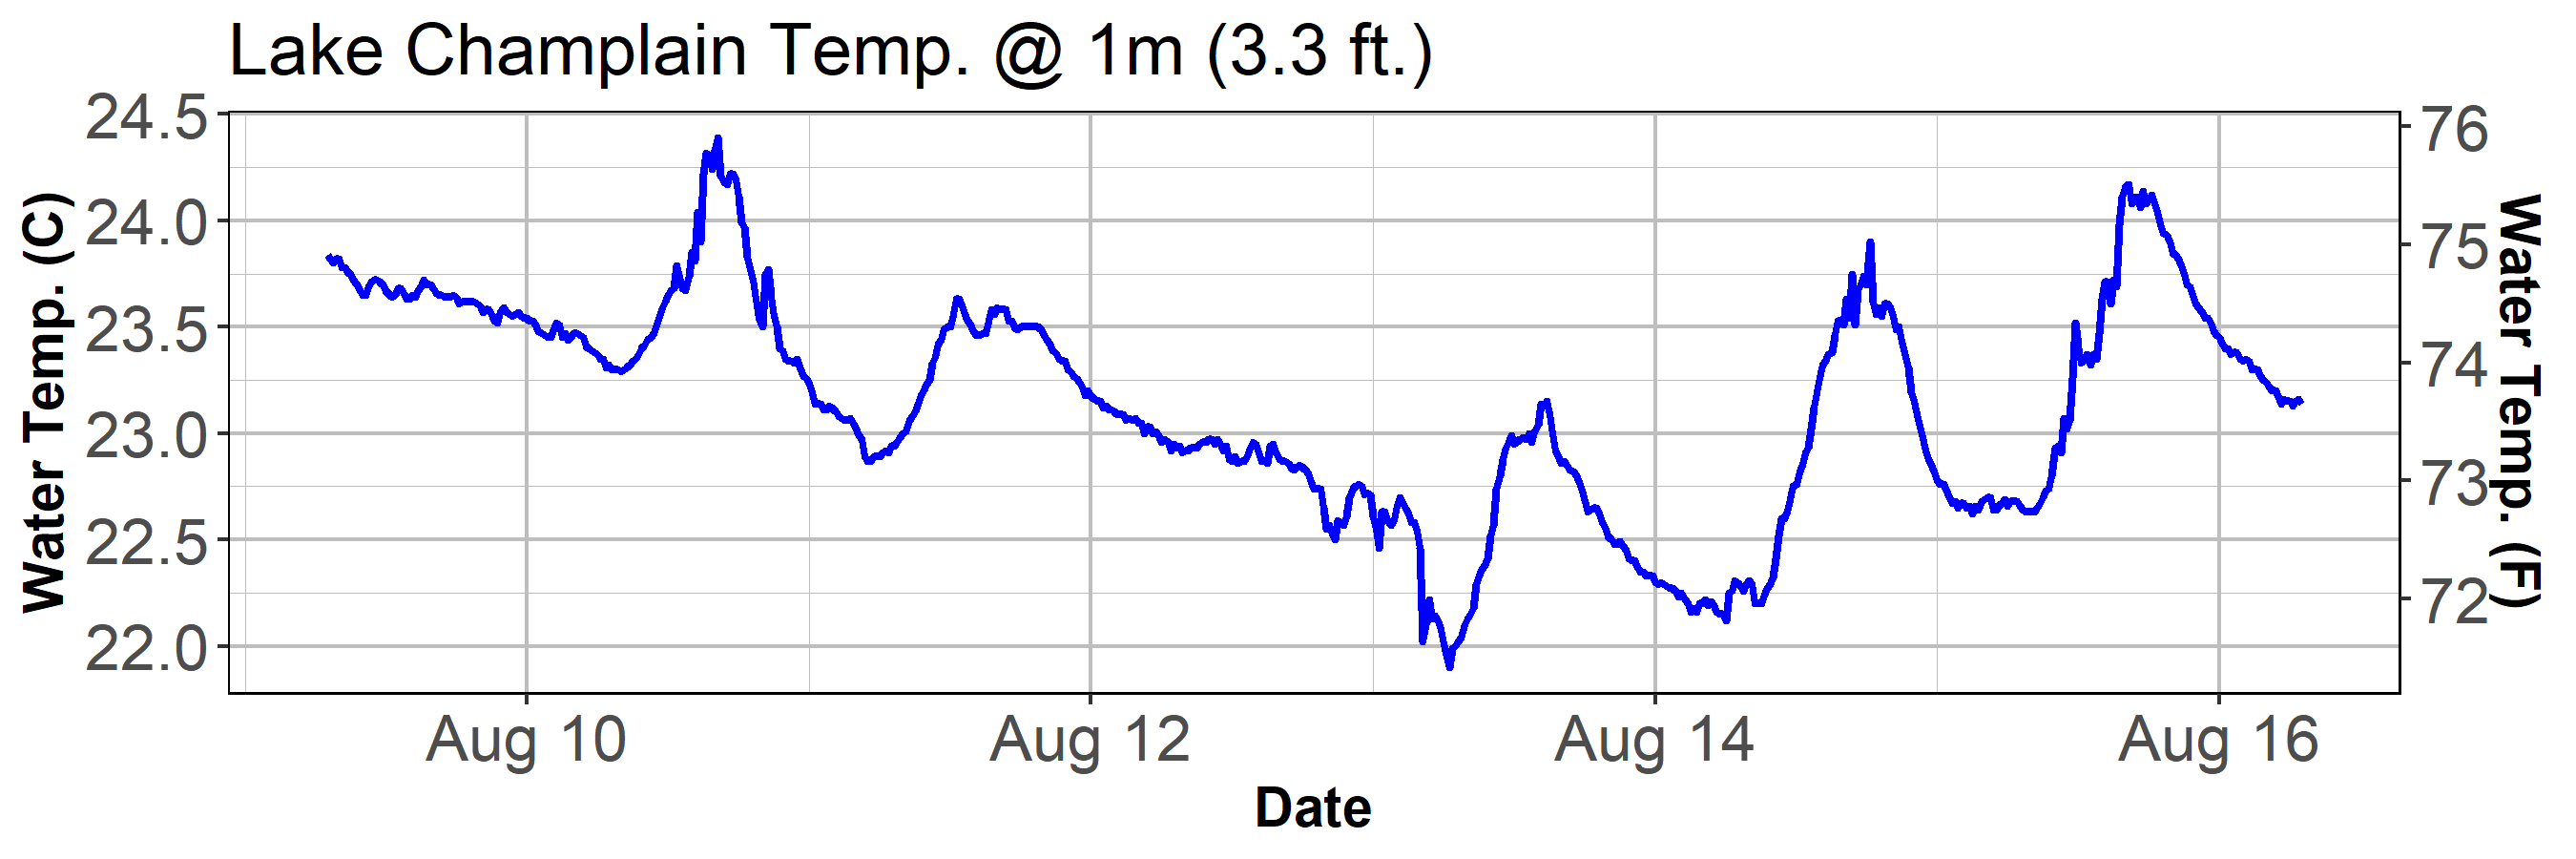 Lake Champlain Temp. @ 1m (3.3 ft.)
Water Temp. (C)
24.5
24.0
23.5
23.0
22.5
22.0
76
75
74
73
72
Water Temp. (F)
Aug 10 Aug 12 Aug 14 Aug 16
Date